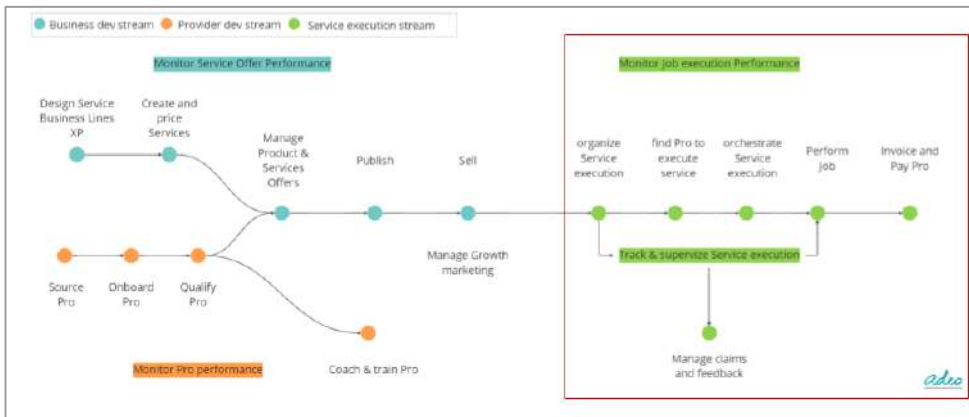 Business dev stream
Provider dev stream
Service execution stream
Monitor Service Offer Performance
Monitor Job execution Performance
Design Service
Business Lines
XP
Create and
price
Services
Manage
Product &
Services
Offers
Publish
Sell
organize
Service
execution
find Pro to
execute
service
orchestrate
Service
execution
Perform
Job
Invoice and
Pay Pro
Manage Growth
marketing
Track & supervize Service execution
Source
Pro
Onboard
Pro
Qualify
Pro
Monitor Pro performance
Coach & train Pro
Manage claims
and feedback
adeo